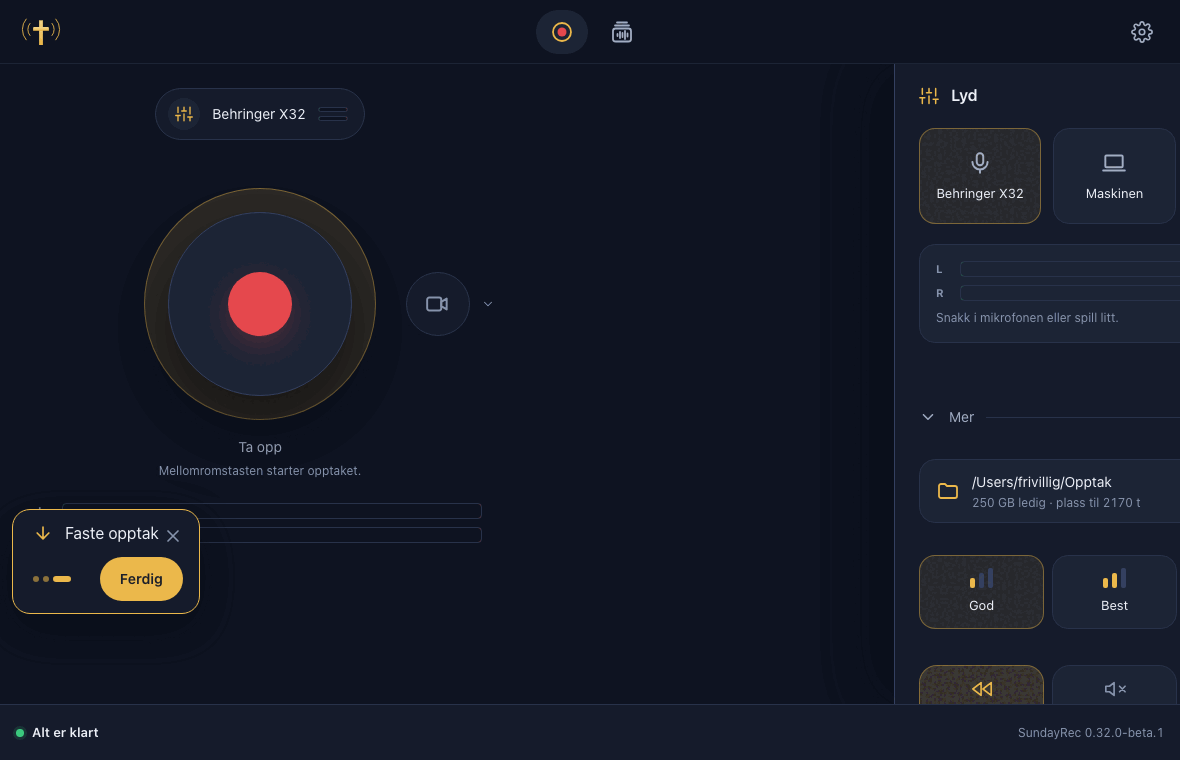 Behringer X32
Lyd
Behringer X32
Maskinen
L
R
Snakk i mikrofonen eller spill litt.
Ta opp
Mellomromstasten starter opptaket.
Mer
/Users/frivillig/Opptak
250 GB ledig · plass til 2170 t
Faste opptak
Ferdig
God
Best
Alt er klart
SundayRec 0.32.0-beta.1